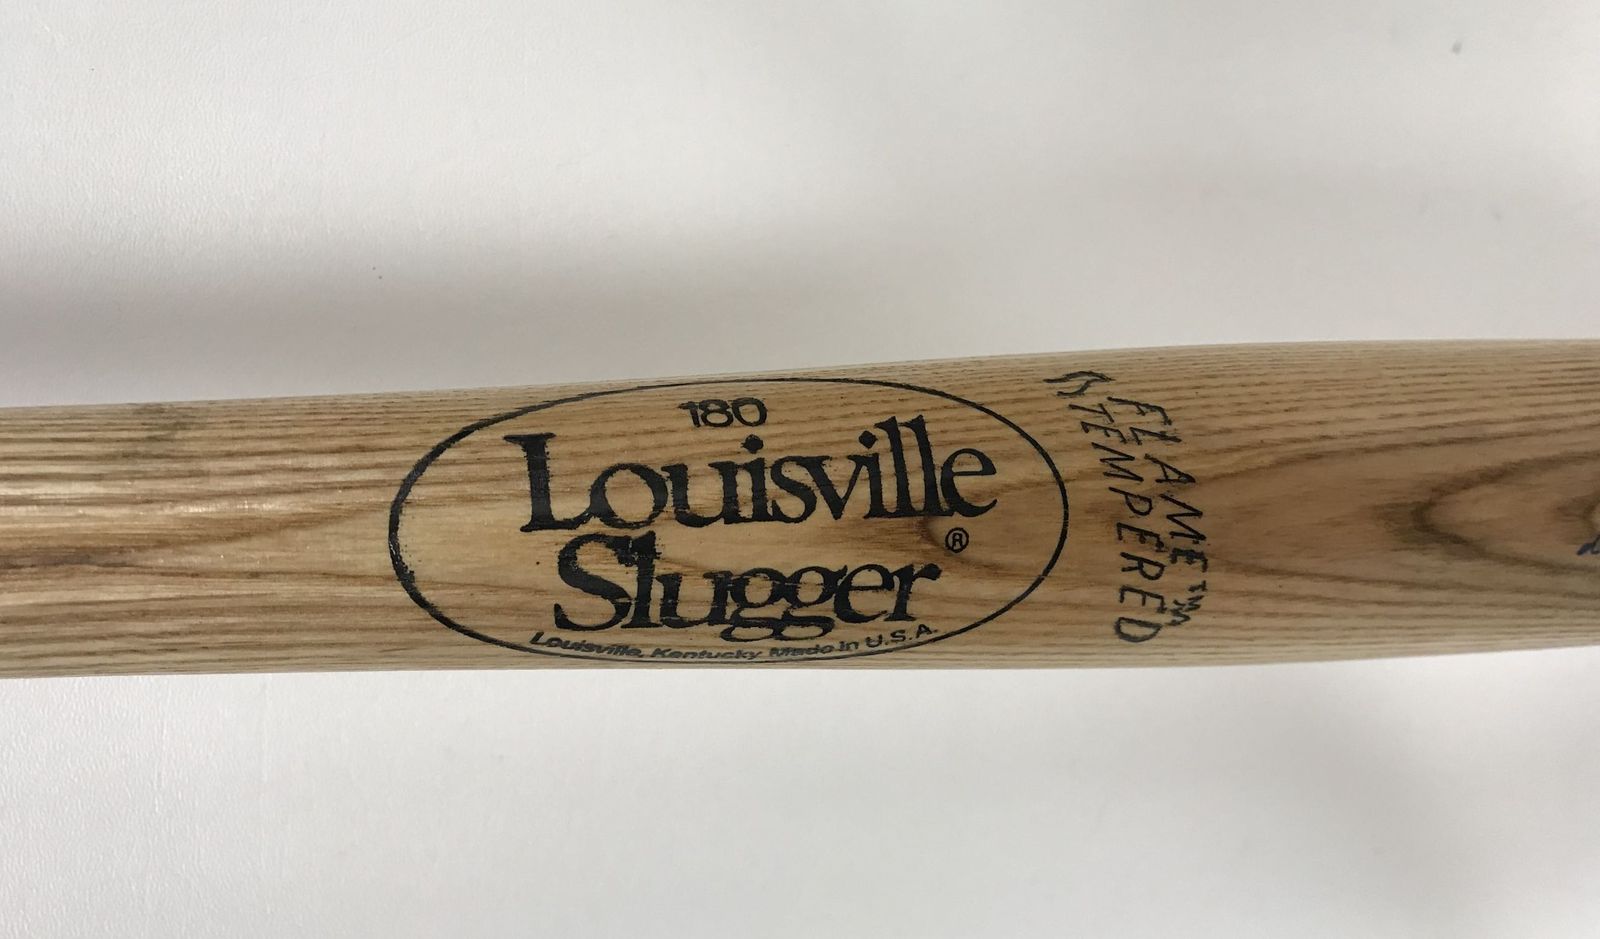 180
Louisville
Slugger
®
Louisville, Kentucky Made in U.S.A.
FLAME™
TEMPERED